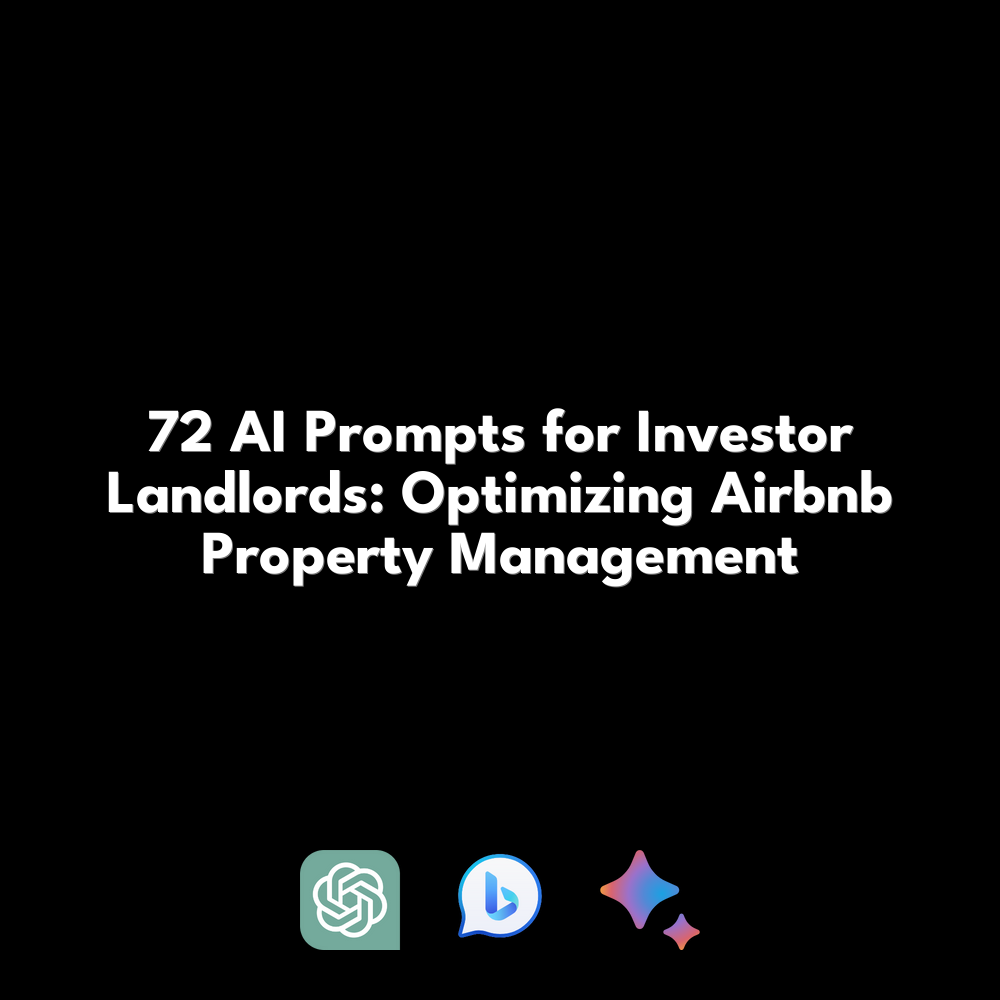 72 AI Prompts for Investor
Landlords: Optimizing Airbnb
Property Management